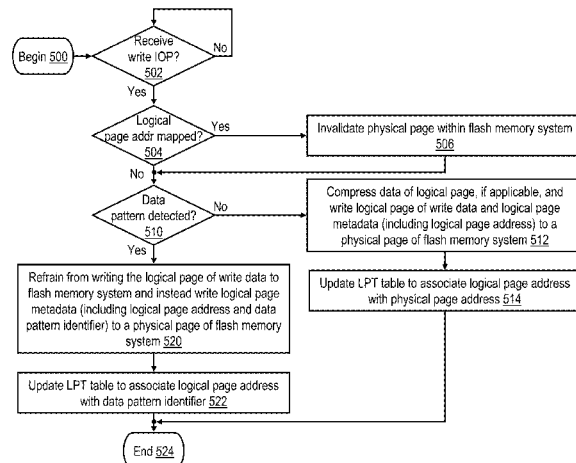 Begin 500
Receive
write IOP?
502
No
Yes
Logical
page addr mapped?
504
Yes
Invalidate physical page within flash memory system
506
No
Data
pattern detected?
510
No
Compress data of logical page, if applicable, and
write logical page of write data and logical page
metadata (including logical page address) to a
physical page of flash memory system 512
Yes
Refrain from writing the logical page of write data to
flash memory system and instead write logical page
metadata (including logical page address and data
pattern identifier) to a physical page of flash memory
system 520
Update LPT table to associate logical page address
with physical page address 514
Update LPT table to associate logical page address
with data pattern identifier 522
End 524